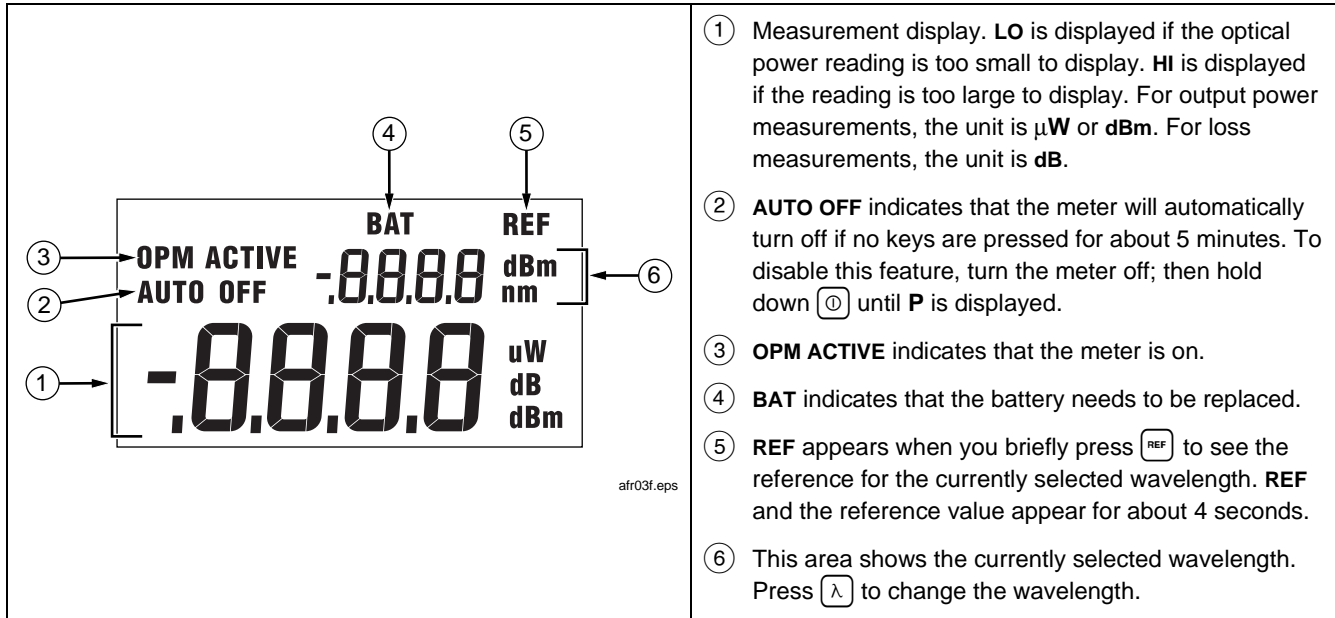 ④
⑤
BAT
REF
③
OPM ACTIVE
-.8.8.8.8
dBm
⑥
②
AUTO OFF
nm
①
-.8.8.8.8
uW
dB
dBm
afr03f.eps
① Measurement display. LO is displayed if the optical
power reading is too small to display. HI is displayed
if the reading is too large to display. For output power
measurements, the unit is μW or dBm. For loss
measurements, the unit is dB.
② AUTO OFF indicates that the meter will automatically
turn off if no keys are pressed for about 5 minutes. To
disable this feature, turn the meter off; then hold
down until P is displayed.
③ OPM ACTIVE indicates that the meter is on.
④ BAT indicates that the battery needs to be replaced.
⑤ REF appears when you briefly press REF to see the
reference for the currently selected wavelength. REF
and the reference value appear for about 4 seconds.
⑥ This area shows the currently selected wavelength.
Press λ to change the wavelength.